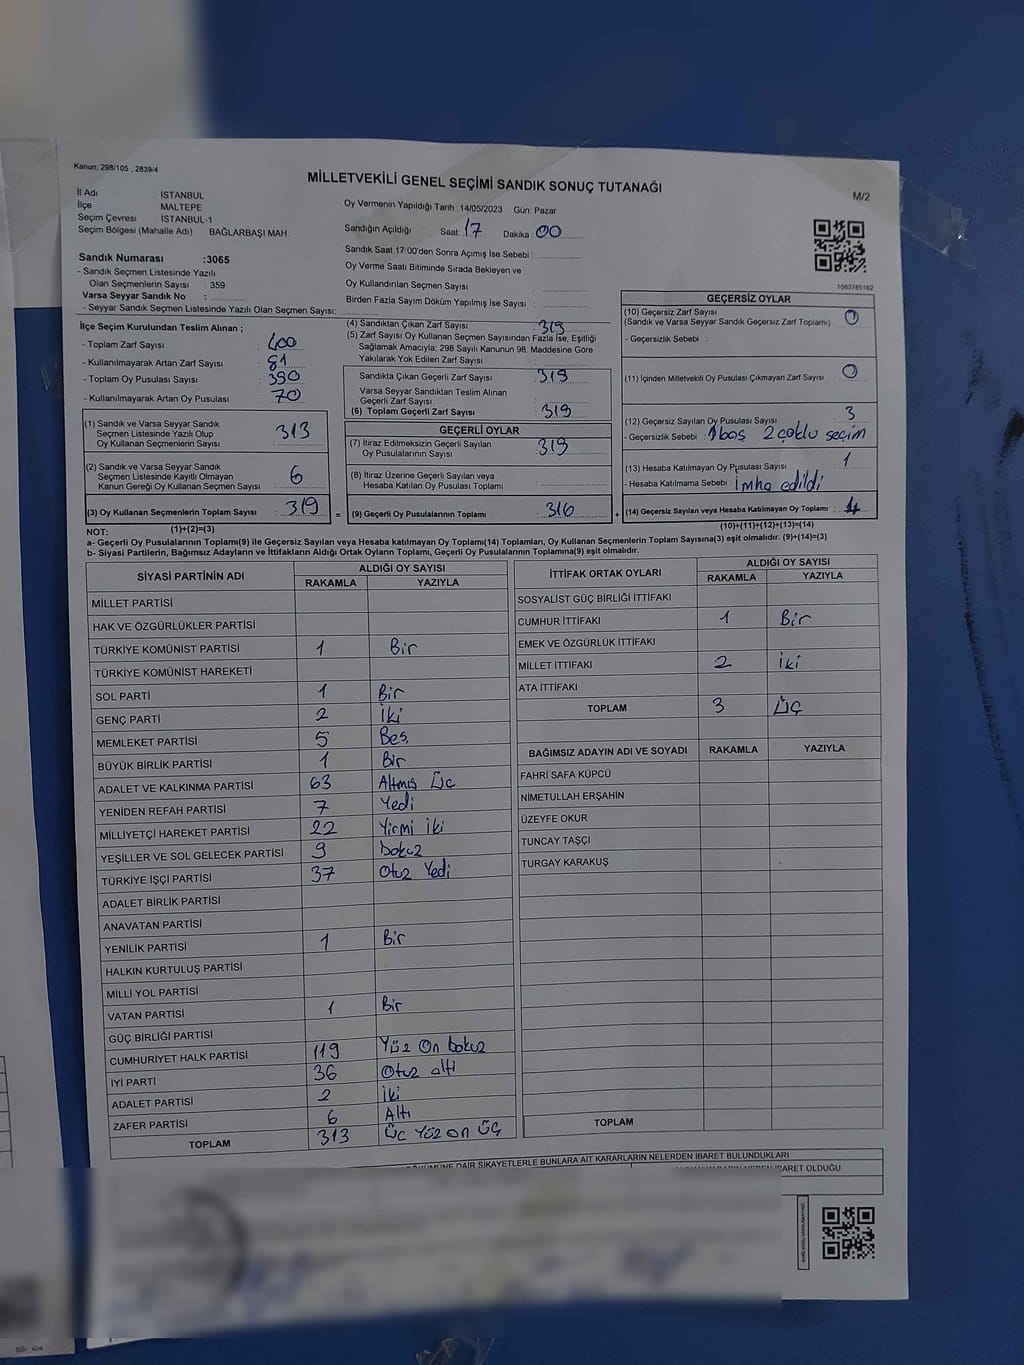 Kanun: 298/105 ; 2839/4
MİLLETVEKİLİ GENEL SEÇİMİ SANDIK SONUÇ TUTANAĞI
M/2
İl Adı : İSTANBUL
İlçe MALTEPE
Seçim Çevresi : İSTANBUL-1
Seçim Bölgesi (Mahalle Adı) : BAĞLARBAŞI MAH.
Sandık Numarası :3065
- Sandık Seçmen Listesinde Yazılı
Olan Seçmenlerin Sayısı : 359
Varsa Seyyar Sandık No :
- Seyyar Sandık Seçmen Listesinde Yazılı Olan Seçmen Sayısı:
Oy Vermenin Yapıldığı Tarih :14/05/2023 Gün: Pazar
Sandığın Açıldığı Saat: 17 Dakika : 00
Sandık Saat 17:00'den Sonra Açımış İse Sebebi :
Oy Verme Saati Bitiminde Sırada Bekleyen ve
Oy Kullandırılan Seçmen Sayısı :
Birden Fazla Sayım Döküm Yapılmış İse Sayısı :
1083785182
İlçe Seçim Kurulundan Teslim Alınan ;
- Toplam Zarf Sayısı : 400
- Kullanılmayarak Artan Zarf Sayısı : 81
- Toplam Oy Pusulası Sayısı : 390
- Kullanılmayarak Artan Oy Pusulası : 70
(1) Sandık ve Varsa Seyyar Sandık
Seçmen Listesinde Yazılı Olup
Oy Kullanan Seçmenlerin Sayısı : 313
(2) Sandık ve Varsa Seyyar Sandık
Seçmen Listesinde Kayıtlı Olmayan
Kanun Gereği Oy Kullanan Seçmen Sayısı : 6
(3) Oy Kullanan Seçmenlerin Toplam Sayısı : 319
(1)+(2)=(3)
(4) Sandıktan Çıkan Zarf Sayısı : 319
(5) Zarf Sayısı Oy Kullanan Seçmen Sayısından Fazla İse, Eşitliği
Sağlamak Amacıyla; 298 Sayılı Kanunun 98. Maddesine Göre
Yakılarak Yok Edilen Zarf Sayısı :
Sandıkta Çıkan Geçerli Zarf Sayısı : 319
Varsa Seyyar Sandıktan Teslim Alınan
Geçerli Zarf Sayısı :
(6) Toplam Geçerli Zarf Sayısı : 319
GEÇERLİ OYLAR
(7) İtiraz Edilmeksizin Geçerli Sayılan
Oy Pusulalarının Sayısı : 319
(8) İtiraz Üzerine Geçerli Sayılan veya
Hesaba Katılan Oy Pusulası Toplamı :
= (9) Geçerli Oy Pusulalarının Toplamı : 316
GEÇERSİZ OYLAR
(10) Geçersiz Zarf Sayısı : 0
(Sandık ve Varsa Seyyar Sandık Geçersiz Zarf Toplamı)
- Geçersizlik Sebebi :
(11) İçinden Milletvekili Oy Pusulası Çıkmayan Zarf Sayısı : 0
(12) Geçersiz Sayılan Oy Pusulası Sayısı : 3
- Geçersizlik Sebebi : 1 boş 2 çoklu seçim
(13) Hesaba Katılmayan Oy Pusulası Sayısı : 1
- Hesaba Katılmama Sebebi : İmha edildi
+ (14) Geçersiz Sayılan veya Hesaba Katılmayan Oy Toplamı : 4
(10)+(11)+(12)+(13)=(14)
NOT:
a- Geçerli Oy Pusulalarının Toplamı(9) ile Geçersiz Sayılan veya Hesaba katılmayan Oy Toplamı(14) Toplamları, Oy Kullanan Seçmenlerin Toplam Sayısına(3) eşit olmalıdır. (9)+(14)=(3)
b- Siyasi Partilerin, Bağımsız Adayların ve İttifakların Aldığı Ortak Oyların Toplamı, Geçerli Oy Pusulalarının Toplamına(9) eşit olmalıdır.
SİYASİ PARTİNİN ADI ALDIĞI OY SAYISI
RAKAMLA YAZIYLA
MİLLET PARTİSİ
HAK VE ÖZGÜRLÜKLER PARTİSİ
TÜRKİYE KOMÜNİST PARTİSİ 1 Bir
TÜRKİYE KOMÜNİST HAREKETİ
SOL PARTİ 1 Bir
GENÇ PARTİ 2 İki
MEMLEKET PARTİSİ 5 Beş
BÜYÜK BİRLİK PARTİSİ 1 Bir
ADALET VE KALKINMA PARTİSİ 63 Altmış Üç
YENİDEN REFAH PARTİSİ 7 Yedi
MİLLİYETÇİ HAREKET PARTİSİ 22 Yirmi iki
YEŞİLLER VE SOL GELECEK PARTİSİ 9 Dokuz
TÜRKİYE İŞÇİ PARTİSİ 37 Otuz Yedi
ADALET BİRLİK PARTİSİ
ANAVATAN PARTİSİ
YENİLİK PARTİSİ 1 Bir
HALKIN KURTULUŞ PARTİSİ
MİLLİ YOL PARTİSİ
VATAN PARTİSİ 1 Bir
GÜÇ BİRLİĞİ PARTİSİ
CUMHURİYET HALK PARTİSİ 119 Yüz On Dokuz
İYİ PARTİ 36 Otuz altı
ADALET PARTİSİ 2 İki
ZAFER PARTİSİ 6 Altı
TOPLAM 313 Üç Yüz on Üç
İTTİFAK ORTAK OYLARI ALDIĞI OY SAYISI
RAKAMLA YAZIYLA
SOSYALİST GÜÇ BİRLİĞİ İTTİFAKI
CUMHUR İTTİFAKI 1 Bir
EMEK VE ÖZGÜRLÜK İTTİFAKI
MİLLET İTTİFAKI 2 İki
ATA İTTİFAKI
TOPLAM 3 Üç
BAĞIMSIZ ADAYIN ADI VE SOYADI RAKAMLA YAZIYLA
FAHRİ SAFA KÜPCÜ
NİMETULLAH ERŞAHİN
ÜZEYFE OKUR
TUNCAY TAŞÇI
TURGAY KARAKUŞ
TOPLAM
DAİR ŞİKAYETLERLE BUNLARA AİT KARARLARIN NELERDEN İBARET BULUNDUKLARI
İBARET OLDUĞU